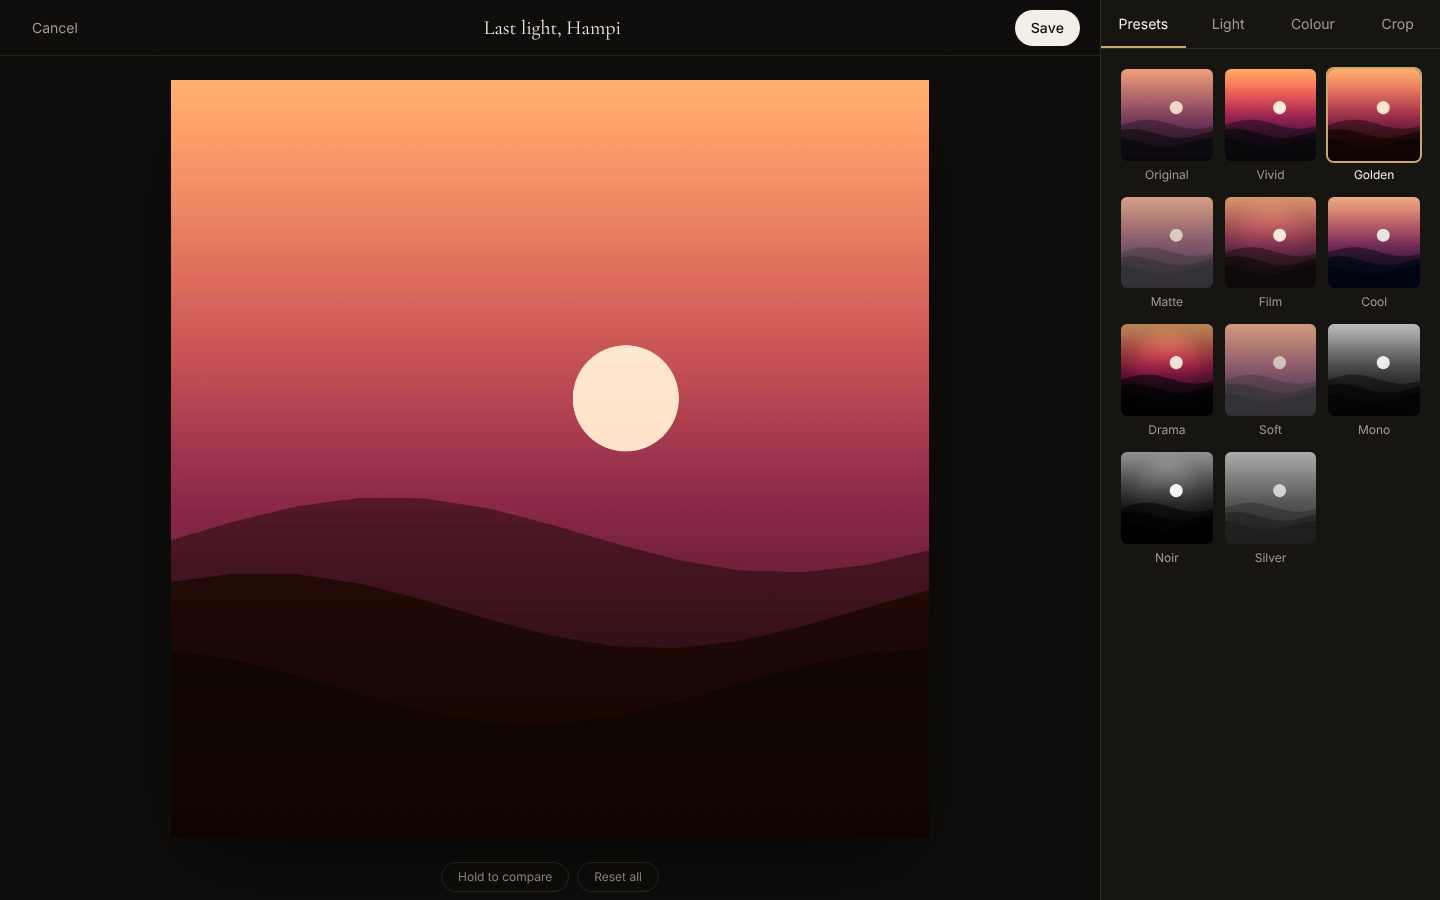 Cancel
Last light, Hampi
Save
Presets
Light
Colour
Crop
Original
Vivid
Golden
Matte
Film
Cool
Drama
Soft
Mono
Noir
Silver
Hold to compare
Reset all